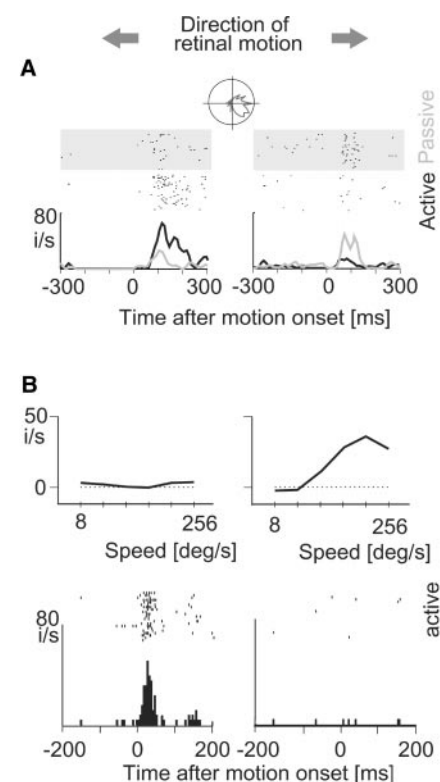 Direction of
retinal motion
A
Active Passive
80
i/s
-300 0 300 -300 0 300
Time after motion onset [ms]
B
50
i/s
0
8 256 8 256
Speed [deg/s] Speed [deg/s]
active
80
i/s
-200 0 200 -200 0 200
Time after motion onset [ms]